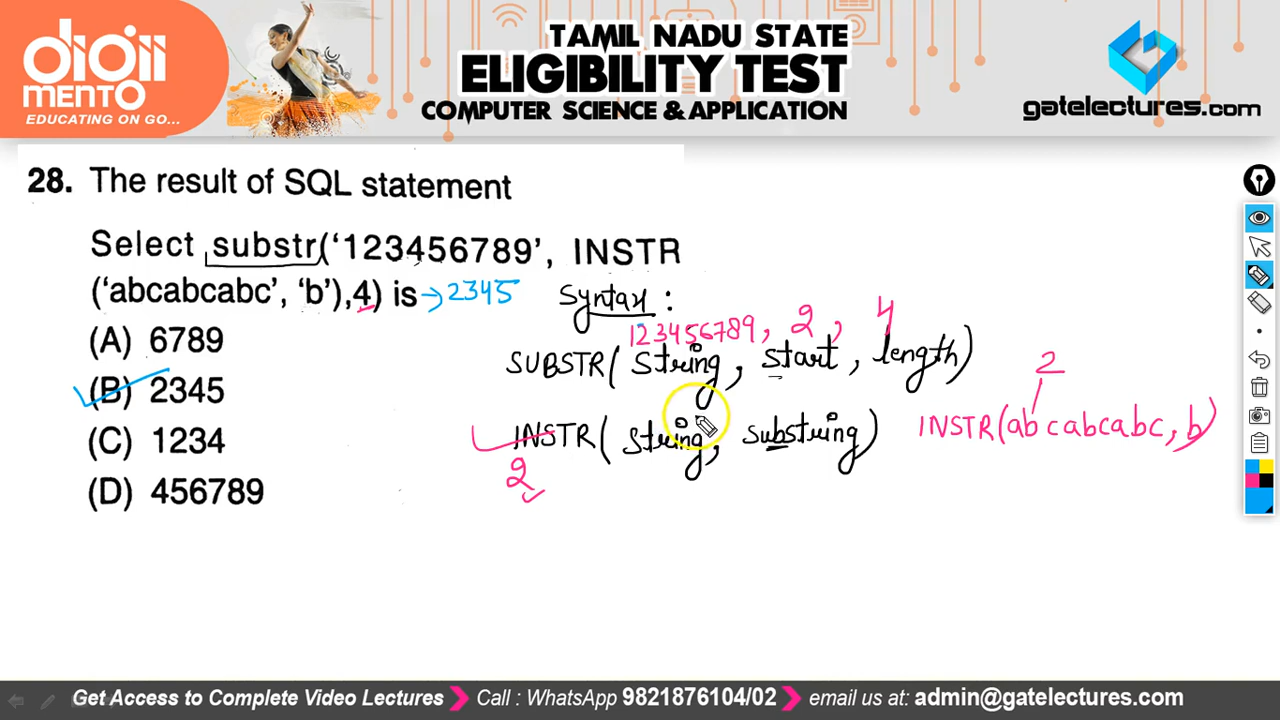 digii
mento
EDUCATING ON GO...
TAMIL NADU STATE
ELIGIBILITY TEST
COMPUTER SCIENCE & APPLICATION
gatelectures.com
28. The result of SQL statement
Select substr('123456789', INSTR
('abcabcabc', 'b'),4) is → 2345
(A) 6789
(B) 2345
(C) 1234
(D) 456789
Syntax :
123456789, 2, 4
SUBSTR( string, start, length)
INSTR( string, substring)
2
2
INSTR(abcabcabc, b)
Get Access to Complete Video Lectures Call : WhatsApp 9821876104/02 email us at: admin@gatelectures.com